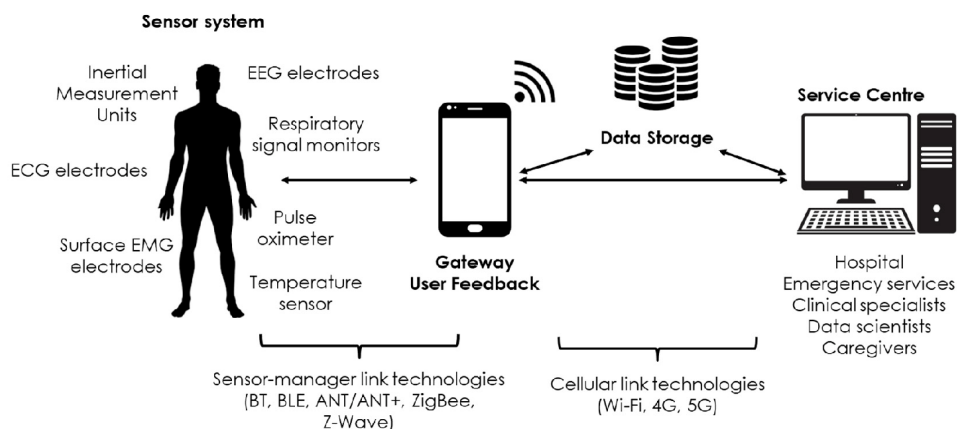 Sensor system
Inertial
Measurement
Units
EEG electrodes
Respiratory
signal monitors
ECG electrodes
Pulse
oximeter
Surface EMG
electrodes
Temperature
sensor
Gateway
User Feedback
Data Storage
Service Centre
Hospital
Emergency services
Clinical specialists
Data scientists
Caregivers
Sensor-manager link technologies
(BT, BLE, ANT/ANT+, ZigBee,
Z-Wave)
Cellular link technologies
(Wi-Fi, 4G, 5G)